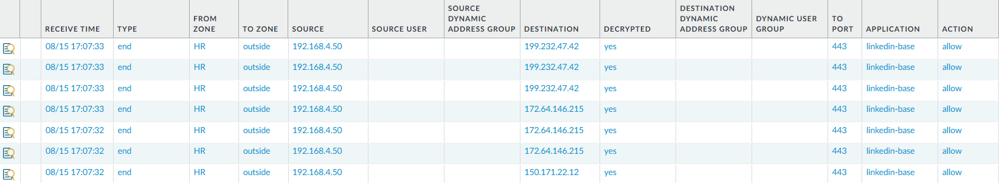 RECEIVE TIME TYPE FROM ZONE TO ZONE SOURCE SOURCE USER SOURCE DYNAMIC ADDRESS GROUP DESTINATION DECRYPTED DESTINATION DYNAMIC ADDRESS GROUP DYNAMIC USER GROUP TO PORT APPLICATION ACTION
08/15 17:07:33 end HR outside 192.168.4.50 199.232.47.42 yes 443 linkedin-base allow
08/15 17:07:33 end HR outside 192.168.4.50 199.232.47.42 yes 443 linkedin-base allow
08/15 17:07:33 end HR outside 192.168.4.50 199.232.47.42 yes 443 linkedin-base allow
08/15 17:07:33 end HR outside 192.168.4.50 172.64.146.215 yes 443 linkedin-base allow
08/15 17:07:32 end HR outside 192.168.4.50 172.64.146.215 yes 443 linkedin-base allow
08/15 17:07:32 end HR outside 192.168.4.50 172.64.146.215 yes 443 linkedin-base allow
08/15 17:07:32 end HR outside 192.168.4.50 150.171.22.12 yes 443 linkedin-base allow